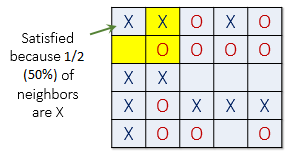 Satisfied
because 1/2
(50%) of
neighbors
are X
X X O X O
O O O O
X X
X O X X X
X O O O